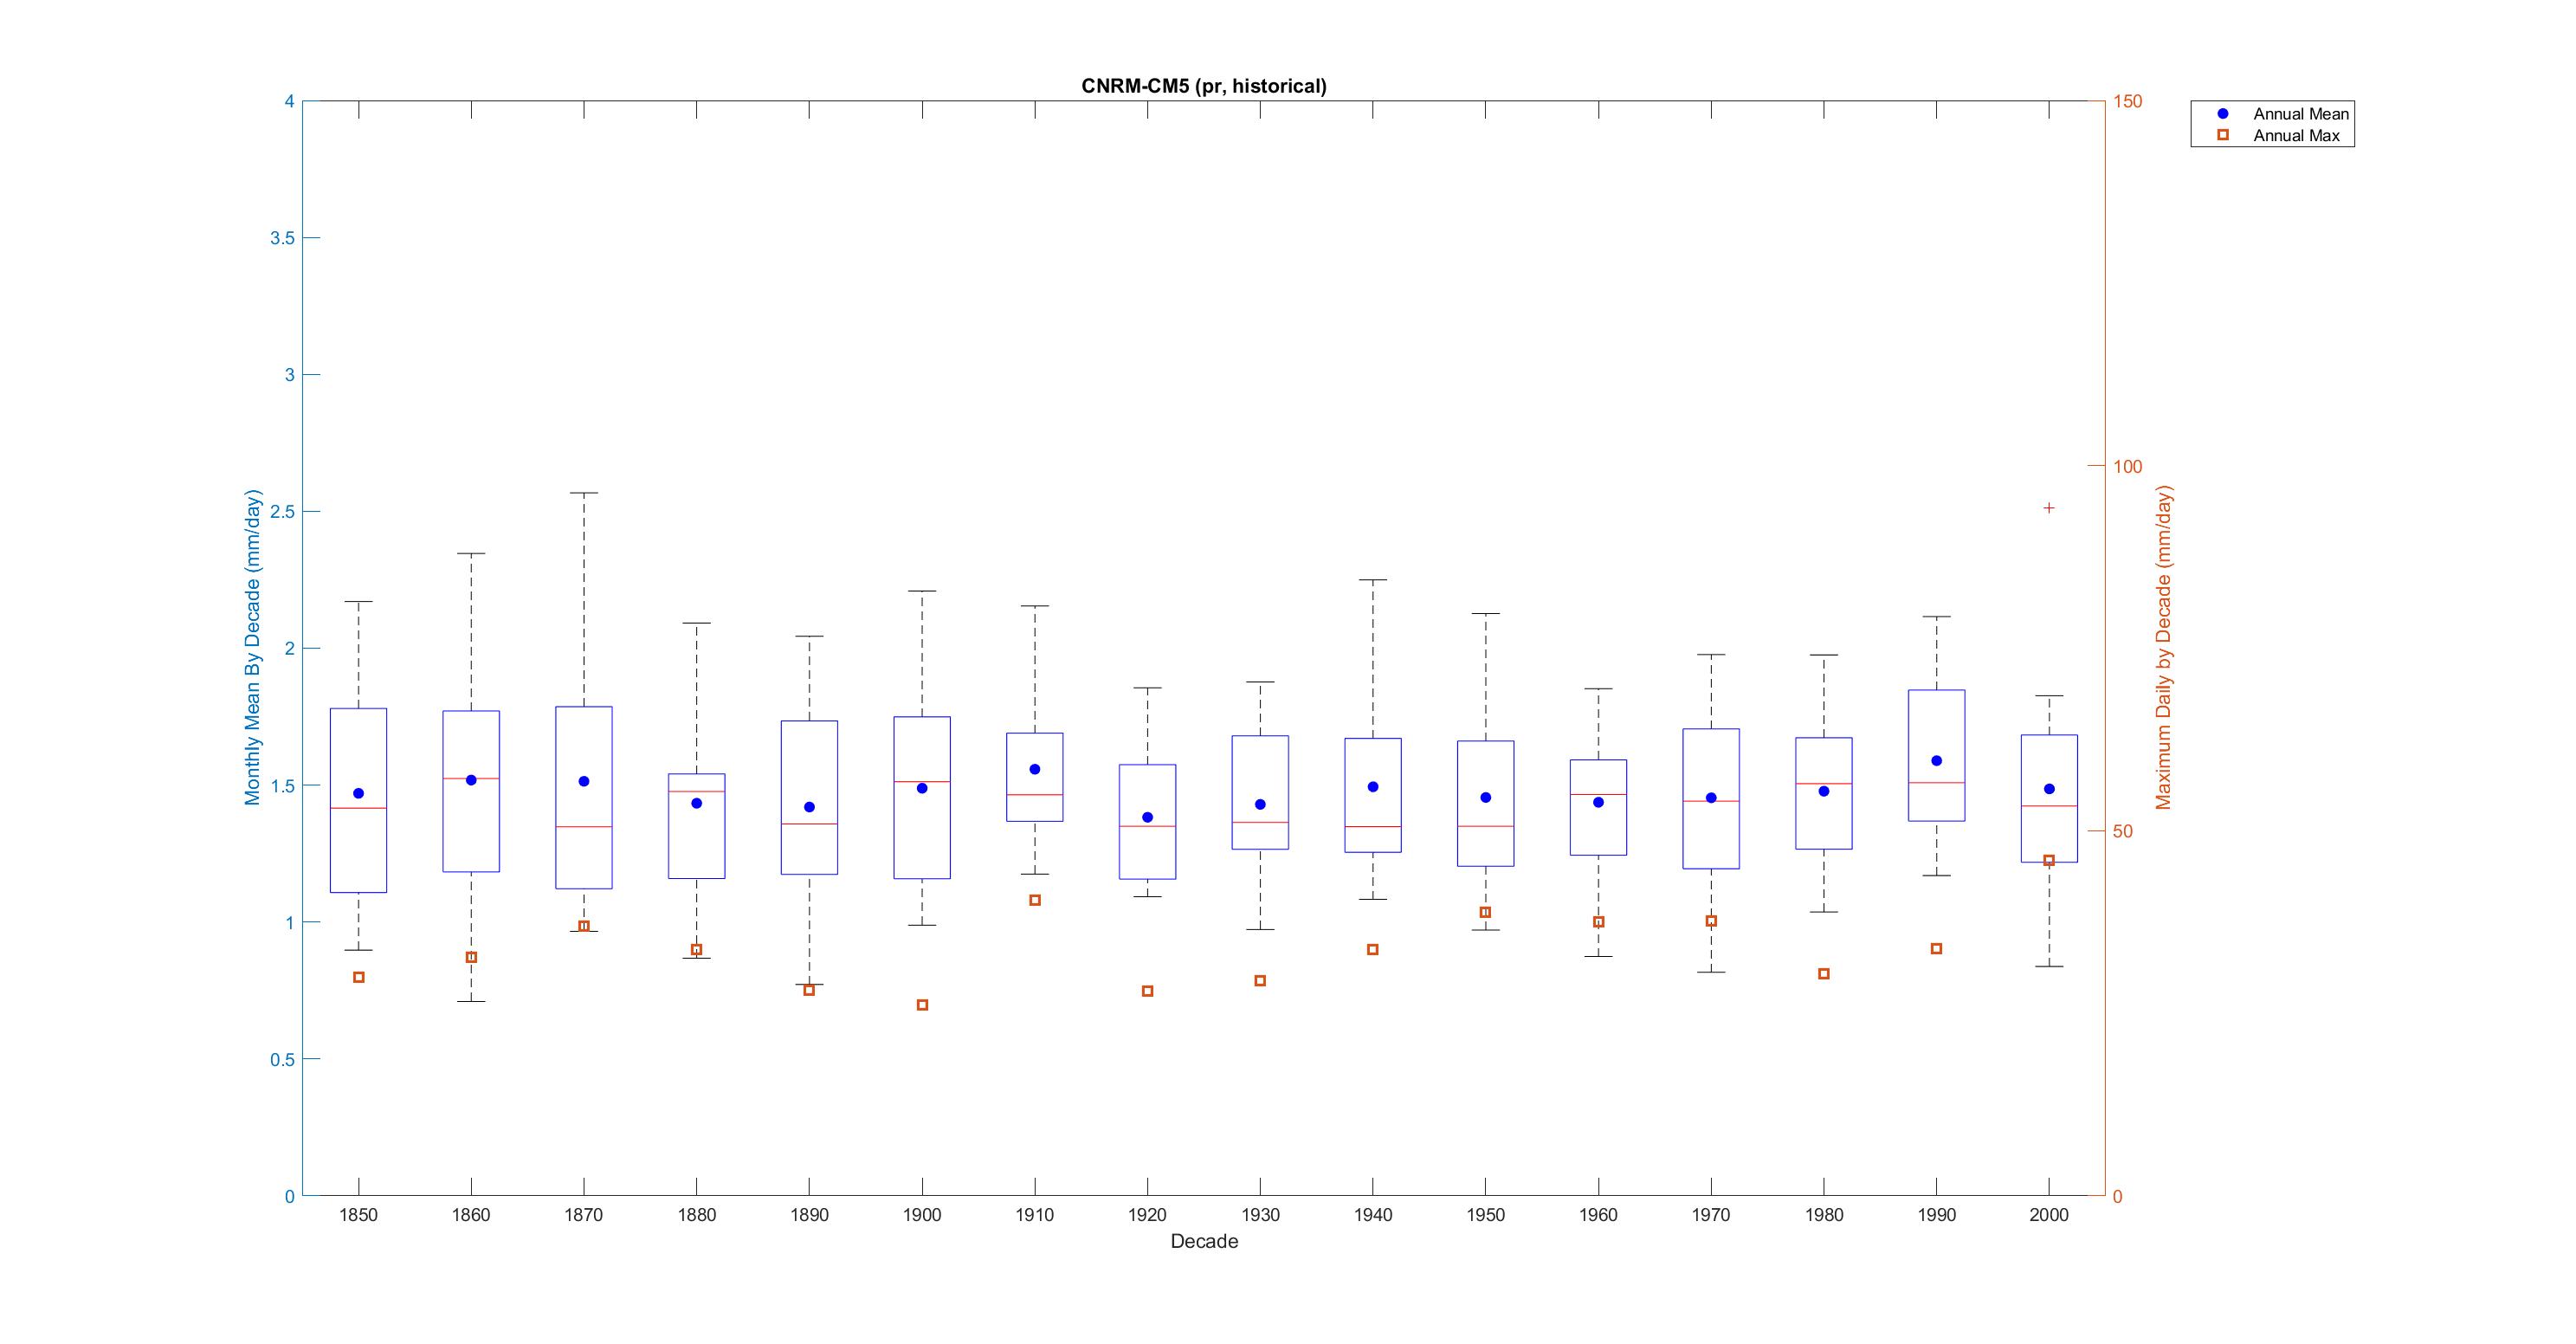 CNRM-CM5 (pr, historical)
Annual Mean
Annual Max
Monthly Mean By Decade (mm/day)
4
3.5
3
2.5
2
1.5
1
0.5
0
150
100
50
0
Maximum Daily by Decade (mm/day)
1850 1860 1870 1880 1890 1900 1910 1920 1930 1940 1950 1960 1970 1980 1990 2000
Decade